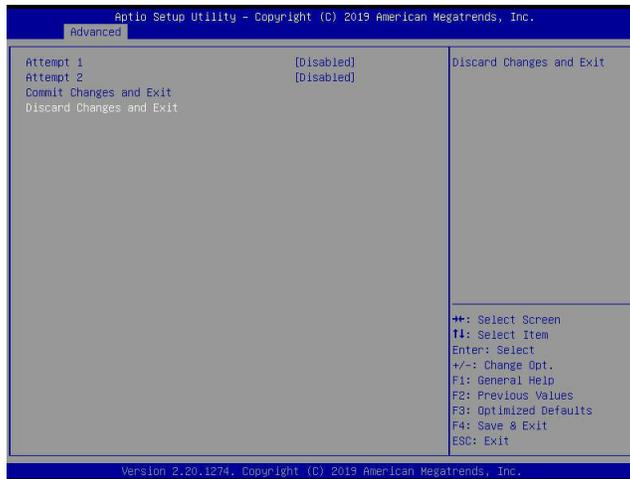 Aptio Setup Utility – Copyright (C) 2019 American Megatrends, Inc.
Advanced
Attempt 1 [Disabled]
Attempt 2 [Disabled]
Commit Changes and Exit
Discard Changes and Exit
Discard Changes and Exit
→←: Select Screen
↑↓: Select Item
Enter: Select
+/-: Change Opt.
F1: General Help
F2: Previous Values
F3: Optimized Defaults
F4: Save & Exit
ESC: Exit
Version 2.20.1274. Copyright (C) 2019 American Megatrends, Inc.